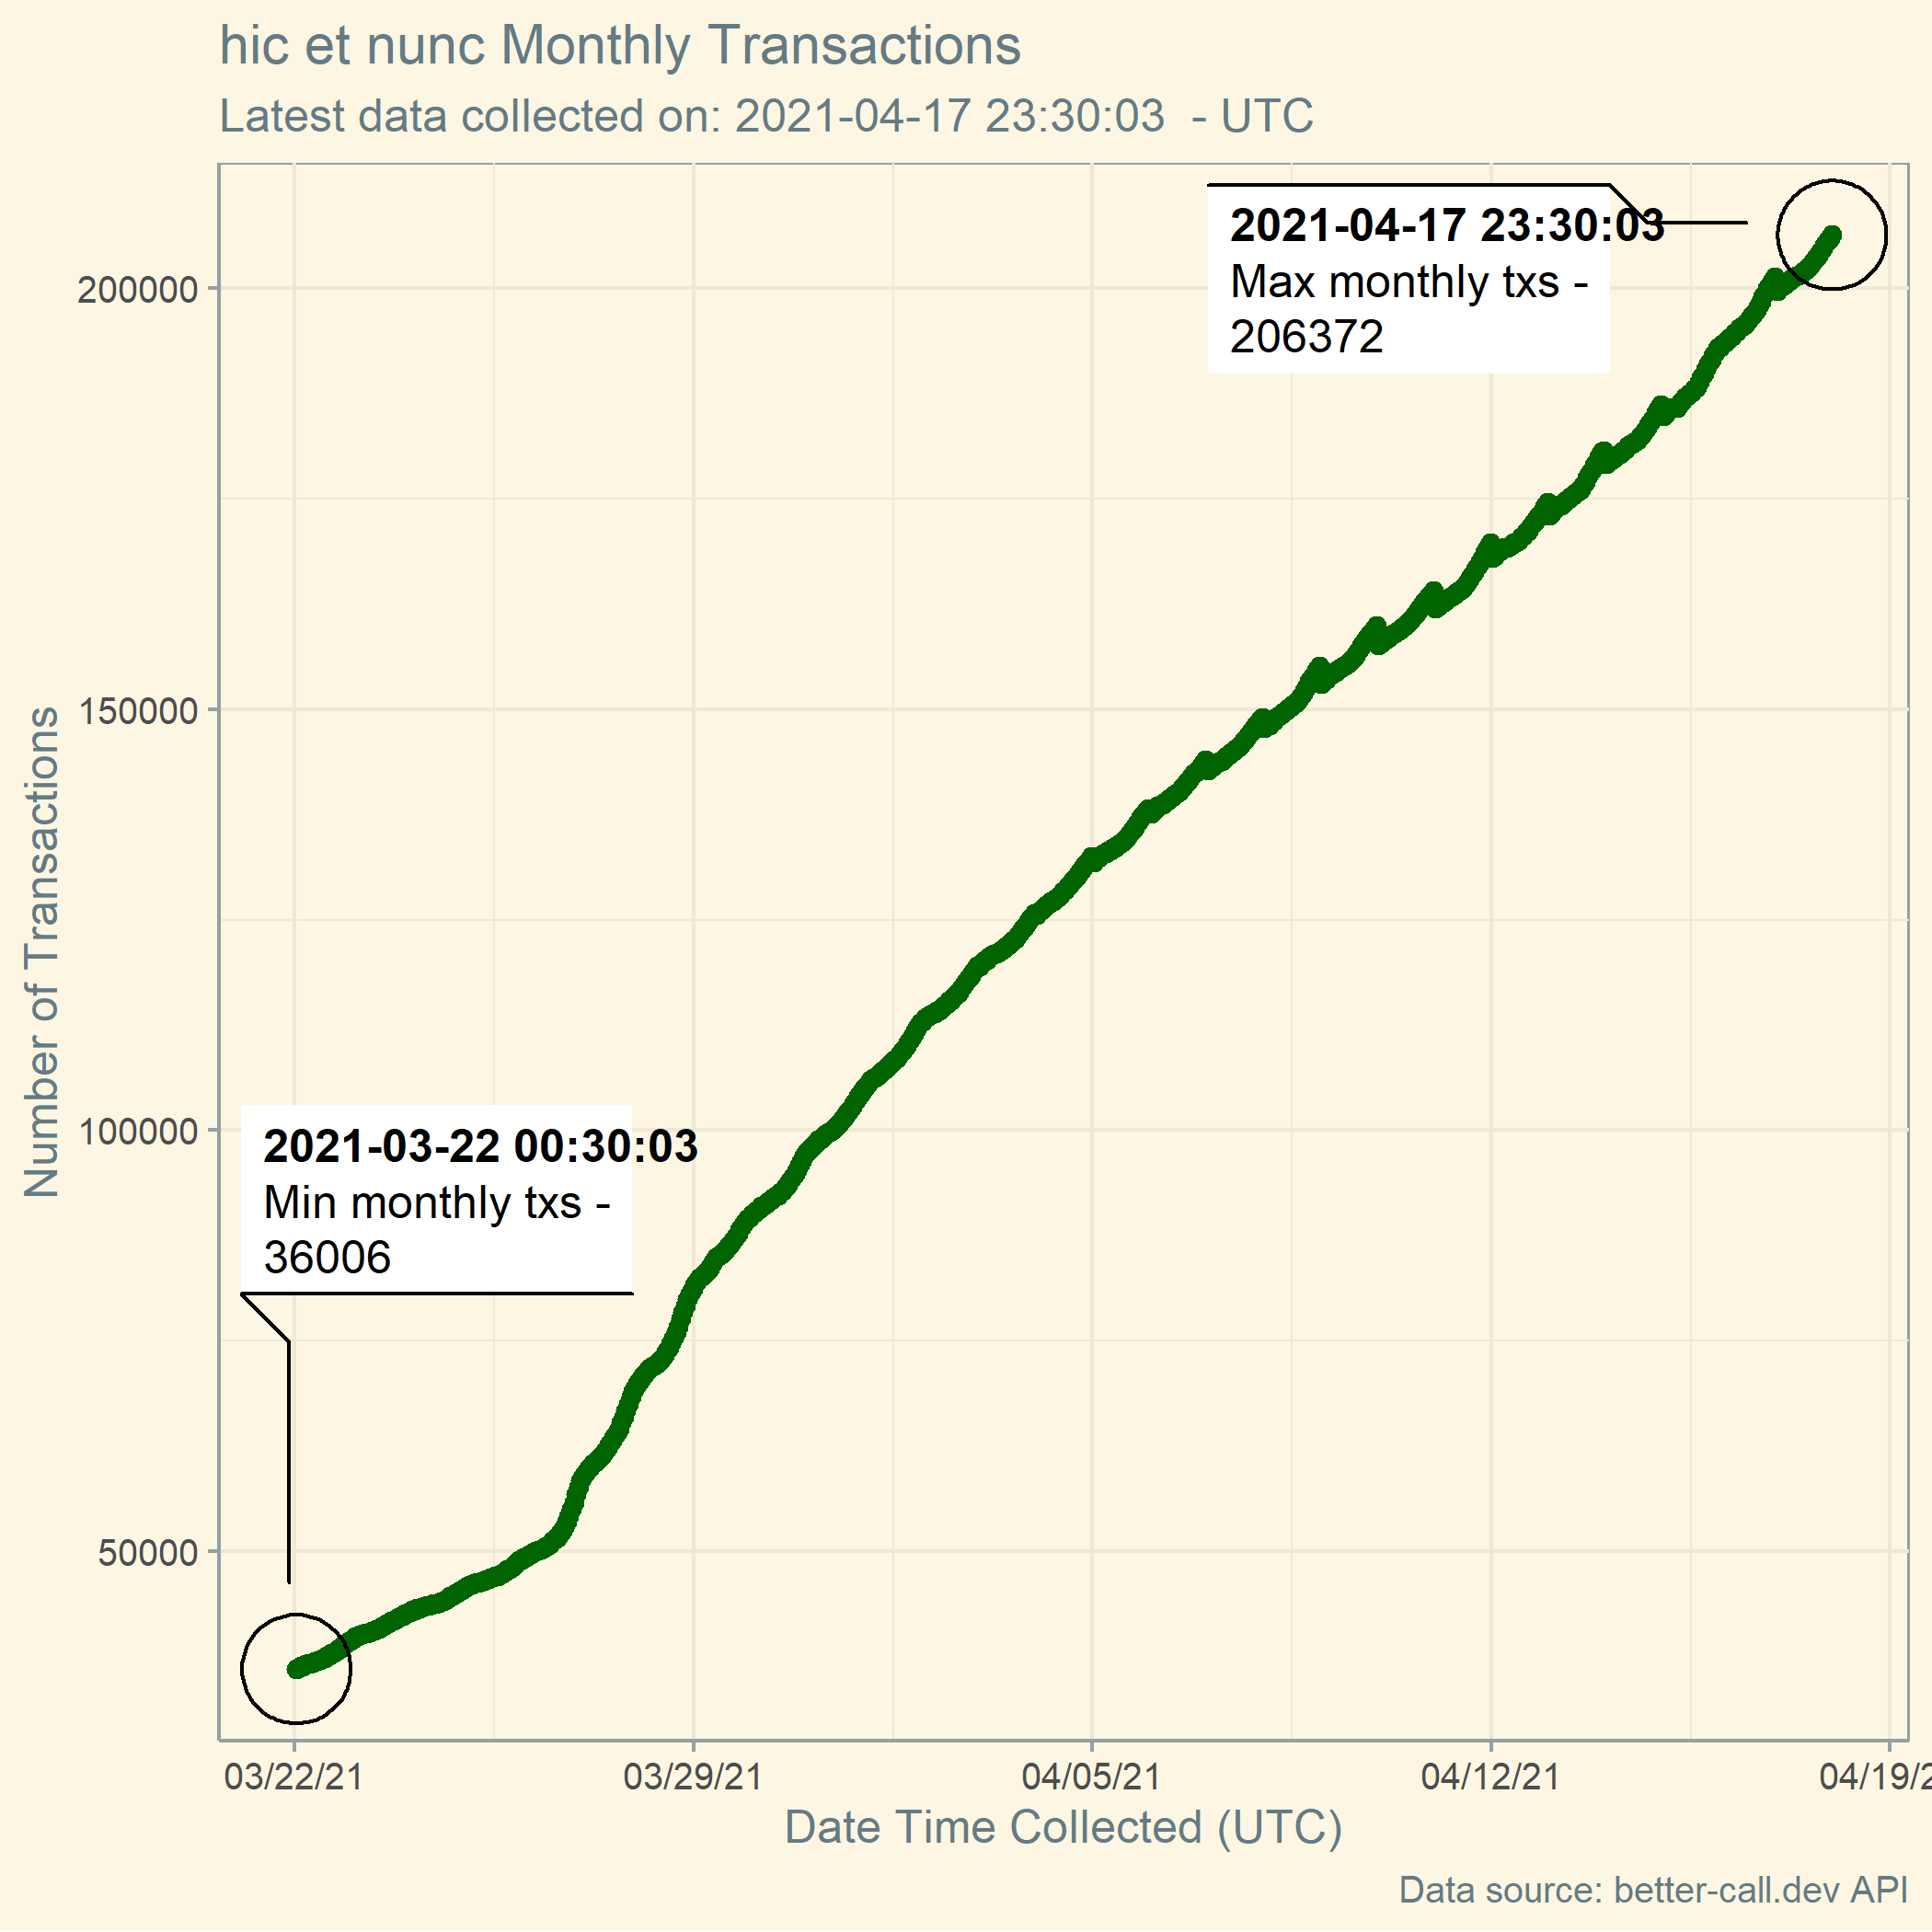 hic et nunc Monthly Transactions
Latest data collected on: 2021-04-17 23:30:03 - UTC
2021-04-17 23:30:03
Max monthly txs -
206372
2021-03-22 00:30:03
Min monthly txs -
36006
Number of Transactions
200000
150000
100000
50000
03/22/21
03/29/21
04/05/21
04/12/21
04/19/2
Date Time Collected (UTC)
Data source: better-call.dev API